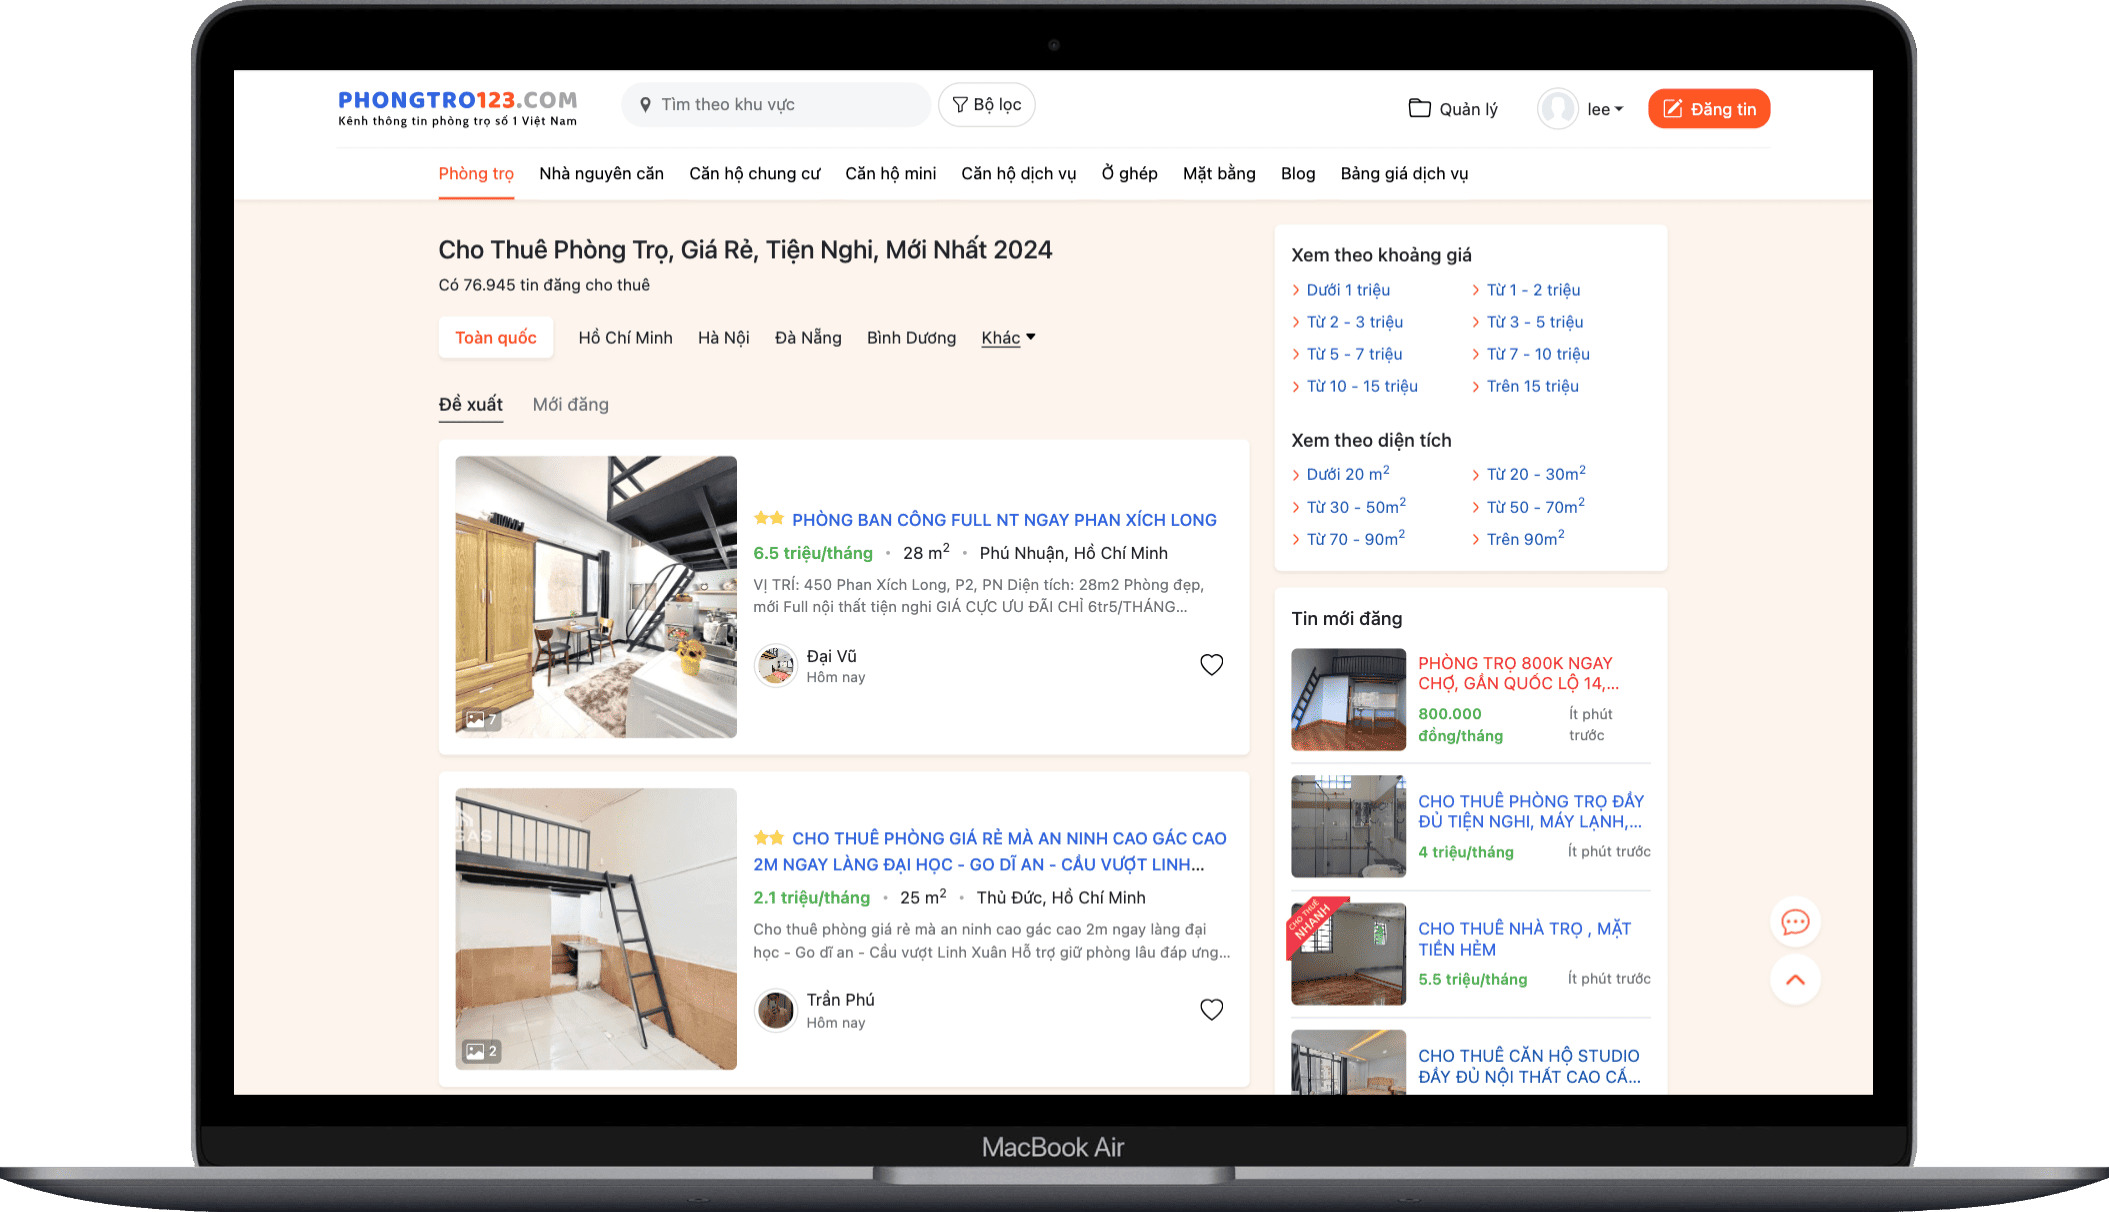 PHONGTRO123.COM
Kênh thông tin phòng trọ số 1 Việt Nam
Tìm theo khu vực
Bộ lọc
Quản lý
lee
Đăng tin
Phòng trọ
Nhà nguyên căn
Căn hộ chung cư
Căn hộ mini
Căn hộ dịch vụ
Ở ghép
Mặt bằng
Blog
Bảng giá dịch vụ
Cho Thuê Phòng Trọ, Giá Rẻ, Tiện Nghi, Mới Nhất 2024
Có 76.945 tin đăng cho thuê
Toàn quốc
Hồ Chí Minh
Hà Nội
Đà Nẵng
Bình Dương
Khác
Đề xuất
Mới đăng
7
PHÒNG BAN CÔNG FULL NT NGAY PHAN XÍCH LONG
6.5 triệu/tháng • 28 m² • Phú Nhuận, Hồ Chí Minh
VỊ TRÍ: 450 Phan Xích Long, P2, PN Diện tích: 28m2 Phòng đẹp,
mới Full nội thất tiện nghi GIÁ CỰC ƯU ĐÃI CHỈ 6tr5/THÁNG...
Đại Vũ
Hôm nay
2
CHO THUÊ PHÒNG GIÁ RẺ MÀ AN NINH CAO GÁC CAO
2M NGAY LÀNG ĐẠI HỌC - GO DĨ AN - CẦU VƯỢT LINH...
2.1 triệu/tháng • 25 m² • Thủ Đức, Hồ Chí Minh
Cho thuê phòng giá rẻ mà an ninh cao gác cao 2m ngay làng đại
học - Go dĩ an - Cầu vượt Linh Xuân Hỗ trợ giữ phòng lâu đáp ưng...
Trần Phú
Hôm nay
Xem theo khoảng giá
Dưới 1 triệu
Từ 1 - 2 triệu
Từ 2 - 3 triệu
Từ 3 - 5 triệu
Từ 5 - 7 triệu
Từ 7 - 10 triệu
Từ 10 - 15 triệu
Trên 15 triệu
Xem theo diện tích
Dưới 20 m²
Từ 20 - 30m²
Từ 30 - 50m²
Từ 50 - 70m²
Từ 70 - 90m²
Trên 90m²
Tin mới đăng
PHÒNG TRỌ 800K NGAY
CHỢ, GẦN QUỐC LỘ 14,...
800.000
đồng/tháng
Ít phút
trước
CHO THUÊ PHÒNG TRỌ ĐẦY
ĐỦ TIỆN NGHI, MÁY LẠNH,...
4 triệu/tháng
Ít phút trước
CHO THUÊ
NHANH
CHO THUÊ NHÀ TRỌ , MẶT
TIỀN HẺM
5.5 triệu/tháng
Ít phút trước
CHO THUÊ CĂN HỘ STUDIO
ĐẦY ĐỦ NỘI THẤT CAO CẤ...
MacBook Air